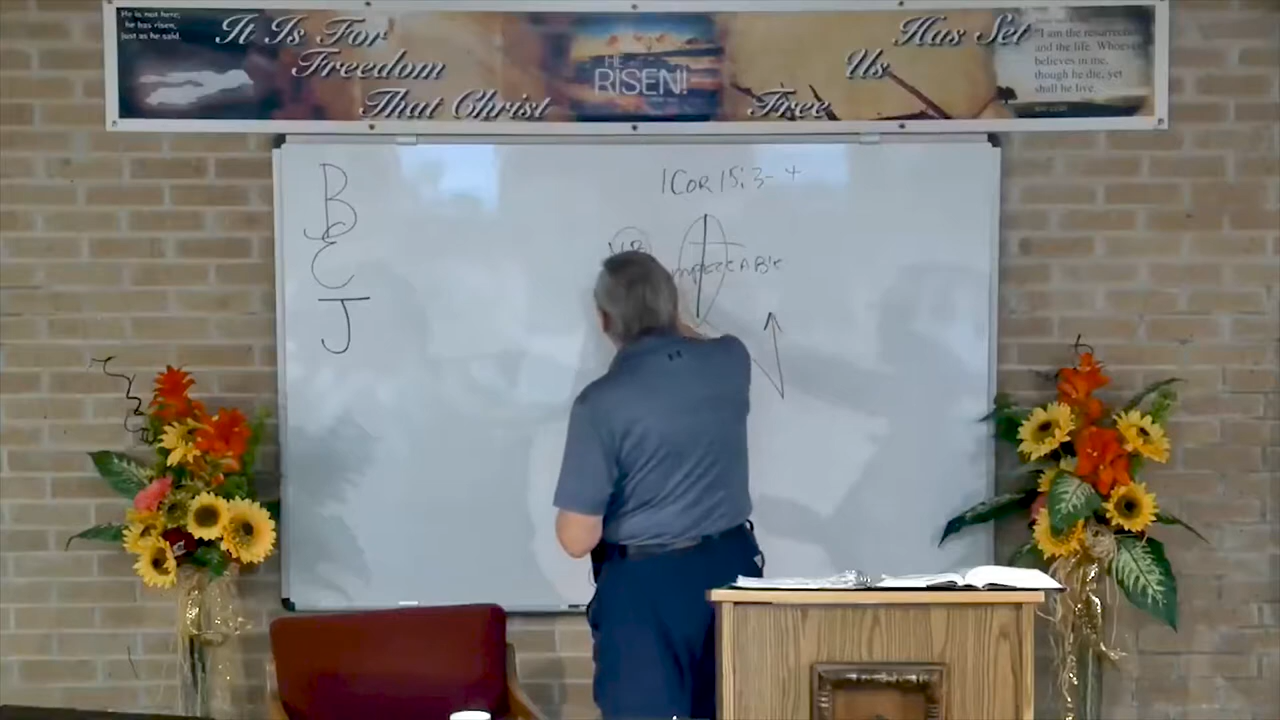 He is not here;
he has risen,
just as he said.
It Is For
Freedom
That Christ
HE
RISEN!
Has Set
Us
Free
"I am the resurrection
and the life. Whoever
believes in me,
though he die, yet
shall he live.
B
E
J
1 COR 15:3-4